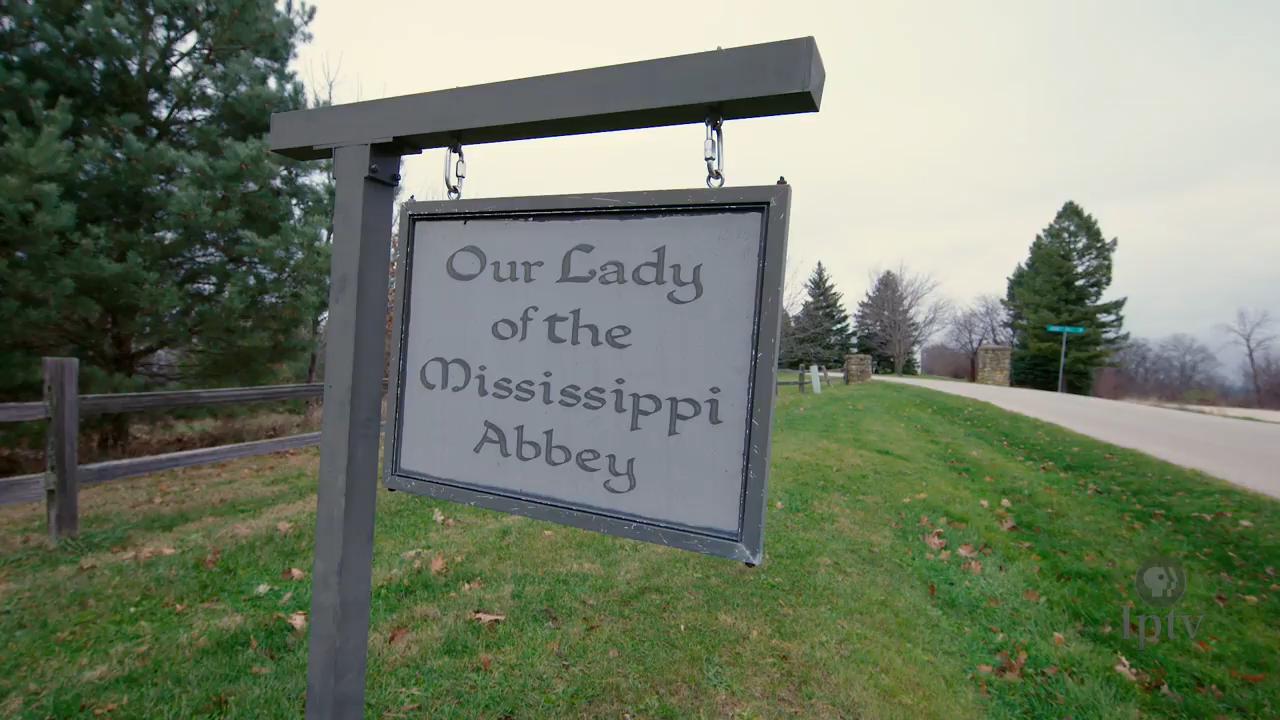 Our Lady
of the
Mississippi
Abbey
iptv